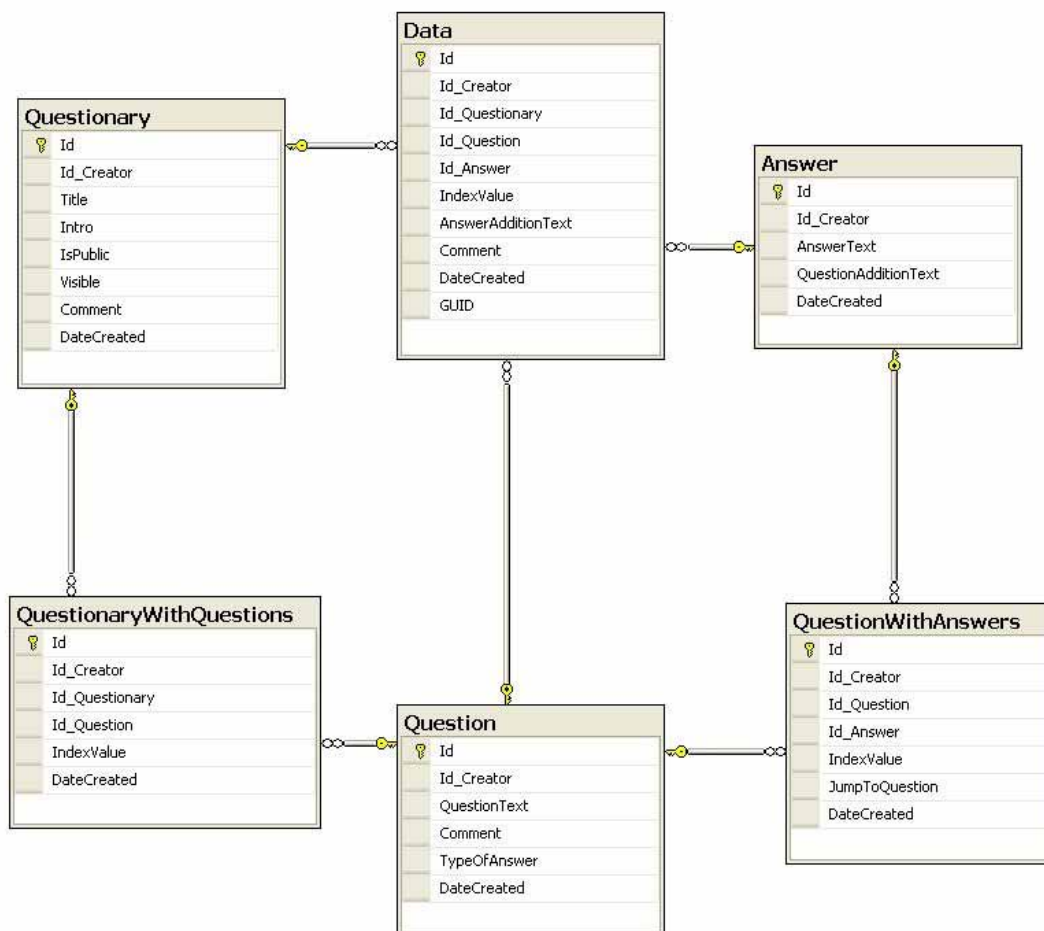 Data
Id
Id_Creator
Id_Questionary
Id_Question
Id_Answer
IndexValue
AnswerAdditionText
Comment
DateCreated
GUID
Questionary
Id
Id_Creator
Title
Intro
IsPublic
Visible
Comment
DateCreated
Answer
Id
Id_Creator
AnswerText
QuestionAdditionText
DateCreated
QuestionaryWithQuestions
Id
Id_Creator
Id_Questionary
Id_Question
IndexValue
DateCreated
Question
Id
Id_Creator
QuestionText
Comment
TypeOfAnswer
DateCreated
QuestionWithAnswers
Id
Id_Creator
Id_Question
Id_Answer
IndexValue
JumpToQuestion
DateCreated